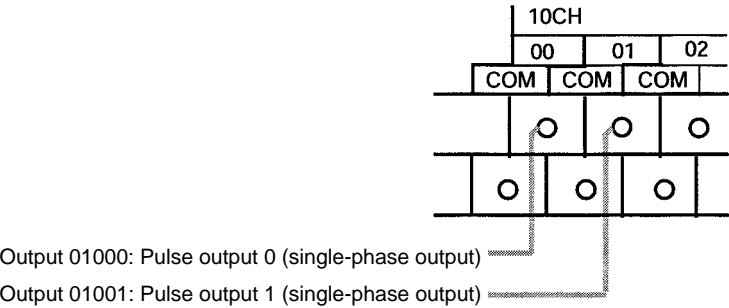 10CH
00 01 02
COM COM COM
Output 01000: Pulse output 0 (single-phase output)
Output 01001: Pulse output 1 (single-phase output)